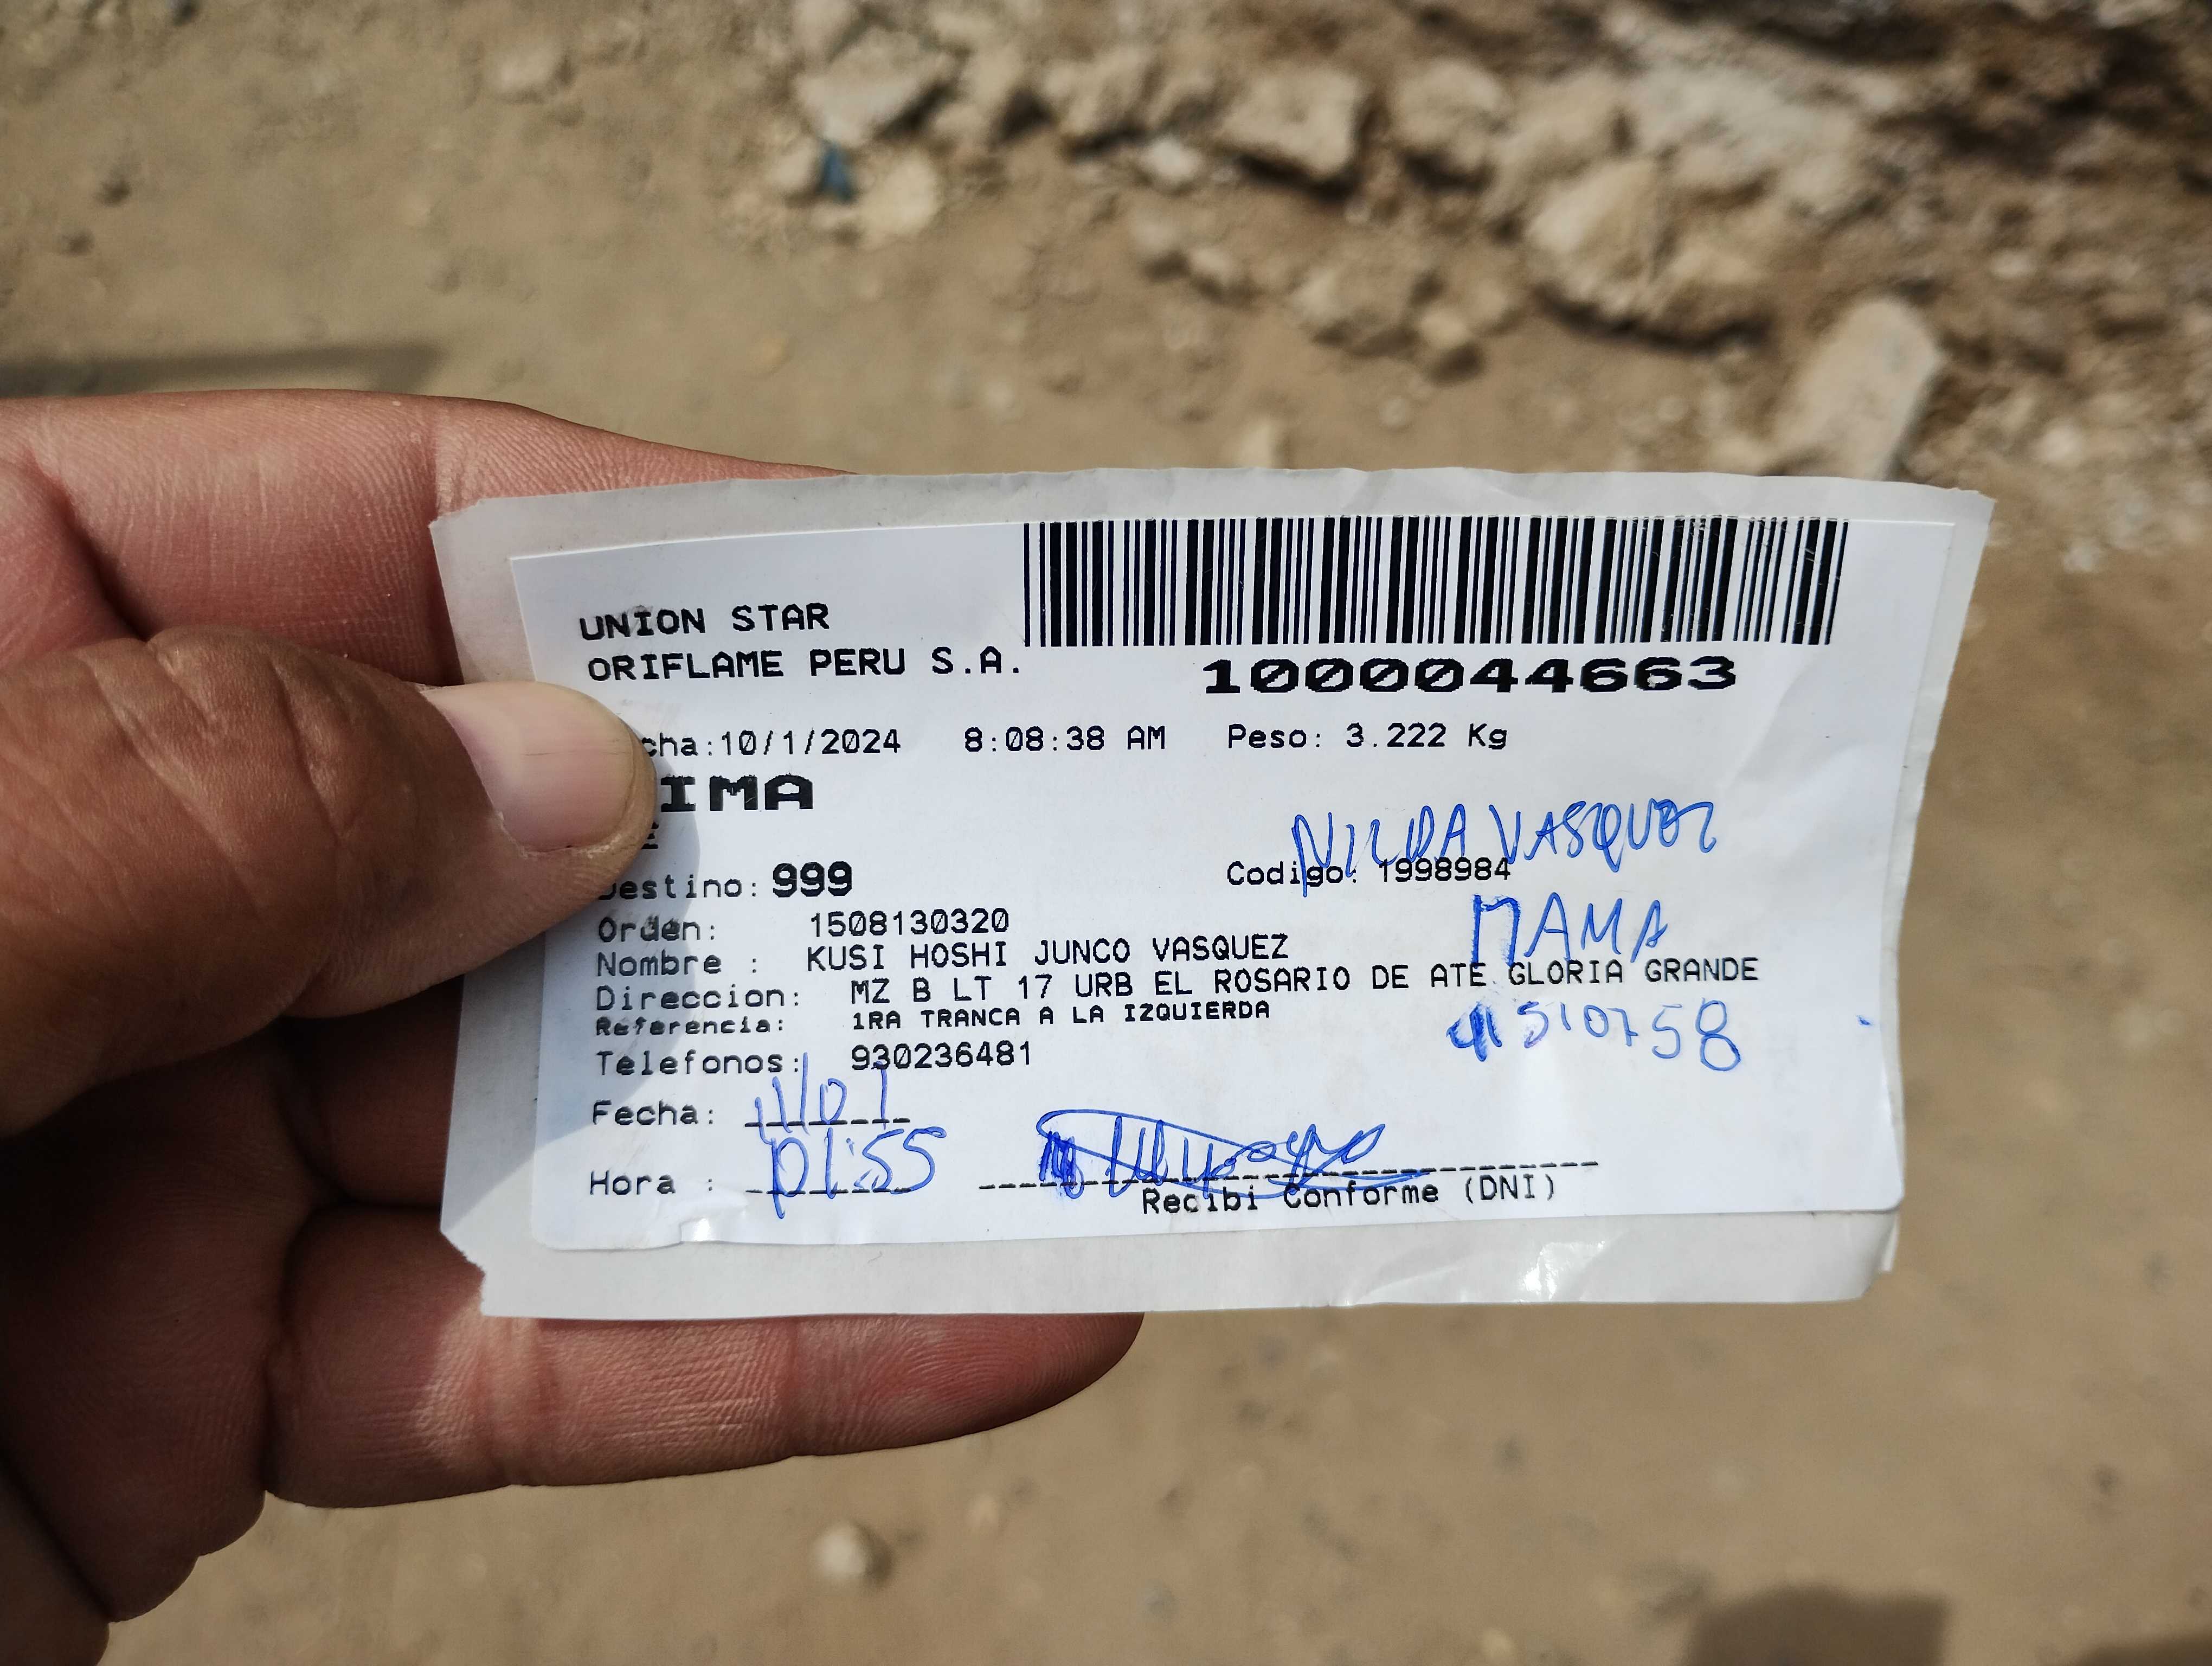 UNION STAR
ORIFLAME PERU S.A.
1000044663
cha:10/1/2024 8:08:38 AM Peso: 3.222 Kg
IMA
NILDA VASQUEZ
Destino: 999 Codigo: 1998984
MAMA
Orden: 1508130320
Nombre : KUSI HOSHI JUNCO VASQUEZ
Direccion: MZ B LT 17 URB EL ROSARIO DE ATE GLORIA GRANDE
Referencia: 1RA TRANCA A LA IZQUIERDA
41510758
Telefonos: 930236481
Fecha: 11/01
Hora : 01:55
Recibi Conforme (DNI)